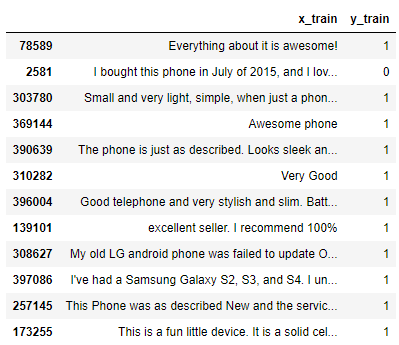 x_train y_train
78589 Everything about it is awesome! 1
2581 I bought this phone in July of 2015, and I lov... 0
303780 Small and very light, simple, when just a phon... 1
369144 Awesome phone 1
390639 The phone is just as described. Looks sleek an... 1
310282 Very Good 1
396004 Good telephone and very stylish and slim. Batt... 1
139101 excellent seller. I recommend 100% 1
308627 My old LG android phone was failed to update O... 1
397086 I've had a Samsung Galaxy S2, S3, and S4. I un... 1
257145 This Phone was as described New and the servic... 1
173255 This is a fun little device. It is a solid cel... 1